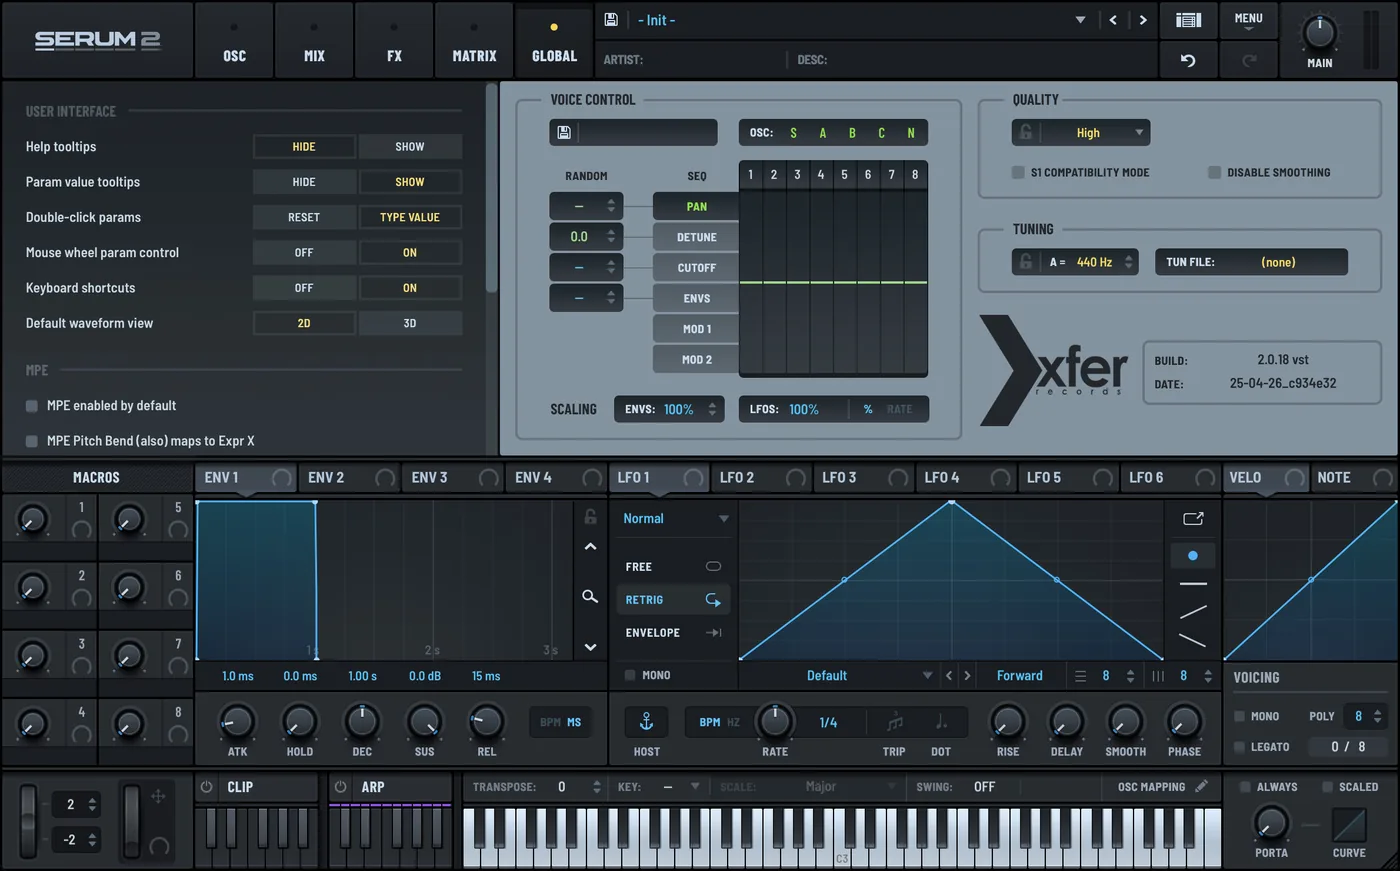 SERUM 2
OSC
MIX
FX
MATRIX
GLOBAL
- Init -
ARTIST:
DESC:
MENU
MAIN
USER INTERFACE
Help tooltips
HIDE
SHOW
Param value tooltips
HIDE
SHOW
Double-click params
RESET
TYPE VALUE
Mouse wheel param control
OFF
ON
Keyboard shortcuts
OFF
ON
Default waveform view
2D
3D
MPE
MPE enabled by default
MPE Pitch Bend (also) maps to Expr X
VOICE CONTROL
OSC: S A B C N
RANDOM
SEQ
1 2 3 4 5 6 7 8
–
PAN
0.0
DETUNE
–
CUTOFF
–
ENVS
MOD 1
MOD 2
SCALING
ENVS: 100%
LFOS: 100%
% RATE
QUALITY
High
S1 COMPATIBILITY MODE
DISABLE SMOOTHING
TUNING
A = 440 Hz
TUN FILE: (none)
xfer
records
BUILD: 2.0.18 vst
DATE: 25-04-26_c934e32
MACROS
1
5
2
6
3
7
4
8
ENV 1
ENV 2
ENV 3
ENV 4
1 s
2 s
3 s
1.0 ms
0.0 ms
1.00 s
0.0 dB
15 ms
ATK
HOLD
DEC
SUS
REL
BPM MS
LFO 1
LFO 2
LFO 3
LFO 4
LFO 5
LFO 6
Normal
FREE
RETRIG
ENVELOPE
MONO
Default
Forward
8
8
HOST
BPM HZ
RATE
1/4
TRIP
DOT
RISE
DELAY
SMOOTH
PHASE
VELO
NOTE
VOICING
MONO
POLY 8
LEGATO
0 / 8
2
-2
CLIP
ARP
TRANSPOSE: 0
KEY: –
SCALE: Major
SWING: OFF
OSC MAPPING
C3
ALWAYS
SCALED
PORTA
CURVE